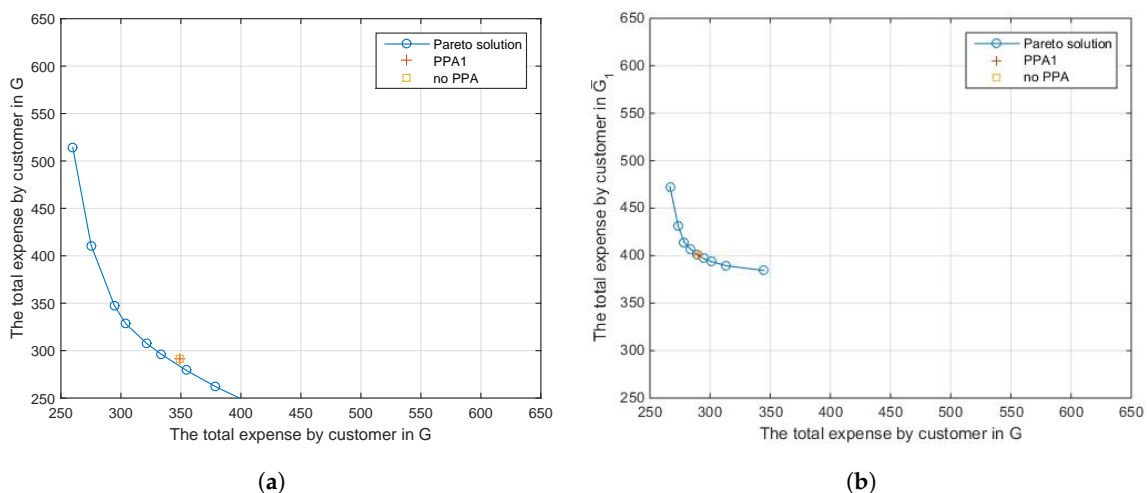 650
600
550
500
450
400
350
300
250
The total expense by customer in G
250 300 350 400 450 500 550 600 650
The total expense by customer in G
Pareto solution
PPA1
no PPA
(a)
650
600
550
500
450
400
350
300
250
The total expense by customer in G̅₁
250 300 350 400 450 500 550 600 650
The total expense by customer in G
Pareto solution
PPA1
no PPA
(b)